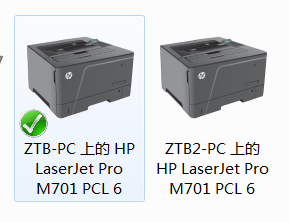 ZTB-PC 上的 HP
LaserJet Pro
M701 PCL 6
ZTB2-PC 上的
HP LaserJet Pro
M701 PCL 6